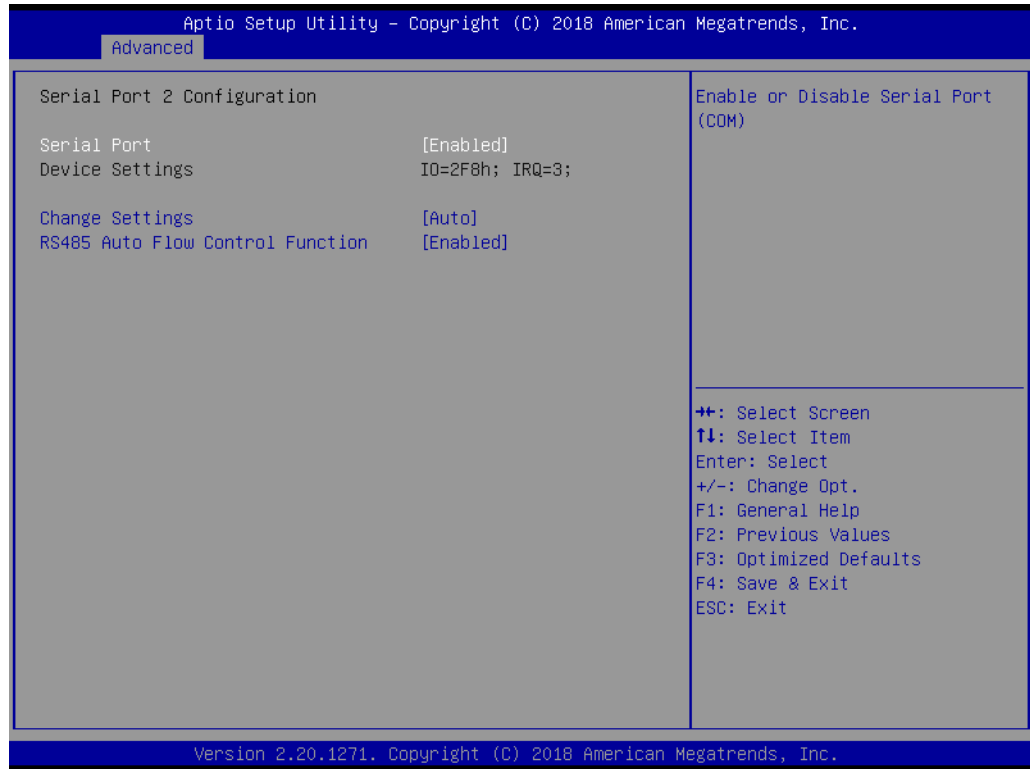 Aptio Setup Utility – Copyright (C) 2018 American Megatrends, Inc.
Advanced
Serial Port 2 Configuration
Serial Port [Enabled]
Device Settings IO=2F8h; IRQ=3;
Change Settings [Auto]
RS485 Auto Flow Control Function [Enabled]
Enable or Disable Serial Port
(COM)
→←: Select Screen
↑↓: Select Item
Enter: Select
+/-: Change Opt.
F1: General Help
F2: Previous Values
F3: Optimized Defaults
F4: Save & Exit
ESC: Exit
Version 2.20.1271. Copyright (C) 2018 American Megatrends, Inc.